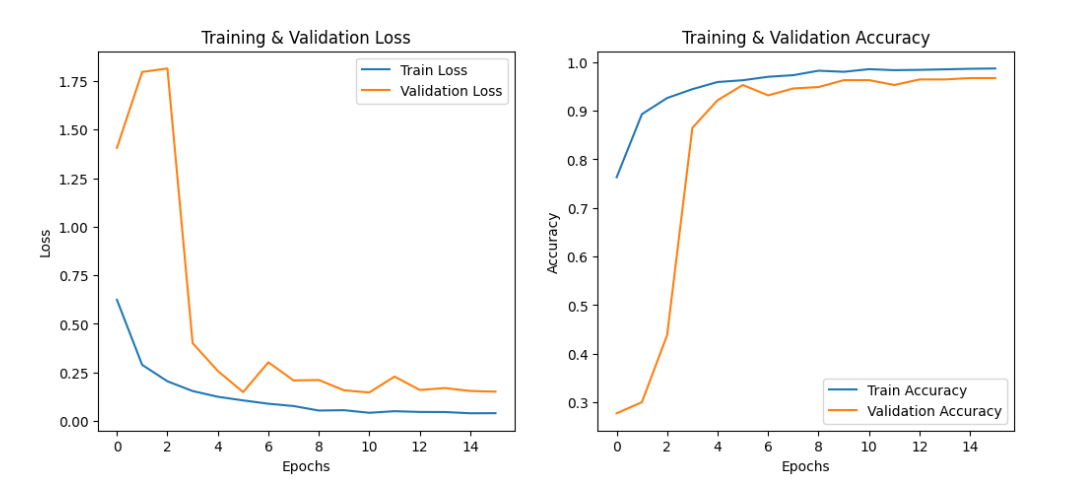 Training & Validation Loss
Train Loss
Validation Loss
1.75
1.50
1.25
1.00
0.75
0.50
0.25
0.00
Loss
0 2 4 6 8 10 12 14
Epochs
Training & Validation Accuracy
1.0
0.9
0.8
0.7
0.6
0.5
0.4
0.3
Accuracy
Train Accuracy
Validation Accuracy
0 2 4 6 8 10 12 14
Epochs